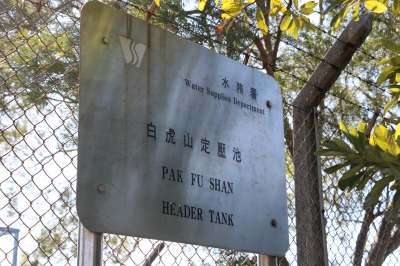 水務署
Water Supplies Department
白虎山定壓池
PAK FU SHAN
HEADER TANK